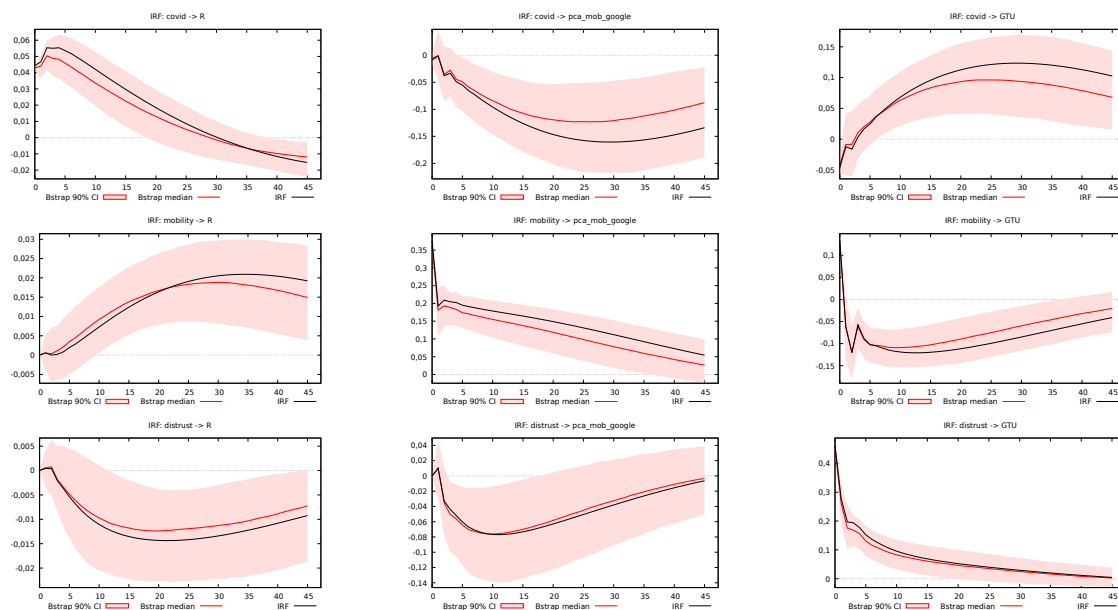 IRF: covid -> R
0,06
0,05
0,04
0,03
0,02
0,01
0
-0,01
-0,02
0 5 10 15 20 25 30 35 40 45
Bstrap 90% CI Bstrap median IRF
IRF: covid -> pca_mob_google
0
-0,05
-0,1
-0,15
-0,2
0 5 10 15 20 25 30 35 40 45
Bstrap 90% CI Bstrap median IRF
IRF: covid -> GTU
0,15
0,1
0,05
0
-0,05
0 5 10 15 20 25 30 35 40 45
Bstrap 90% CI Bstrap median IRF
IRF: mobility -> R
0,03
0,025
0,02
0,015
0,01
0,005
0
-0,005
0 5 10 15 20 25 30 35 40 45
Bstrap 90% CI Bstrap median IRF
IRF: mobility -> pca_mob_google
0,35
0,3
0,25
0,2
0,15
0,1
0,05
0
0 5 10 15 20 25 30 35 40 45
Bstrap 90% CI Bstrap median IRF
IRF: mobility -> GTU
0,1
0,05
0
-0,05
-0,1
-0,15
0 5 10 15 20 25 30 35 40 45
Bstrap 90% CI Bstrap median IRF
IRF: distrust -> R
0,005
0
-0,005
-0,01
-0,015
-0,02
0 5 10 15 20 25 30 35 40 45
Bstrap 90% CI Bstrap median IRF
IRF: distrust -> pca_mob_google
0,04
0,02
0
-0,02
-0,04
-0,06
-0,08
-0,1
-0,12
-0,14
0 5 10 15 20 25 30 35 40 45
Bstrap 90% CI Bstrap median IRF
IRF: distrust -> GTU
0,4
0,3
0,2
0,1
0
0 5 10 15 20 25 30 35 40 45
Bstrap 90% CI Bstrap median IRF